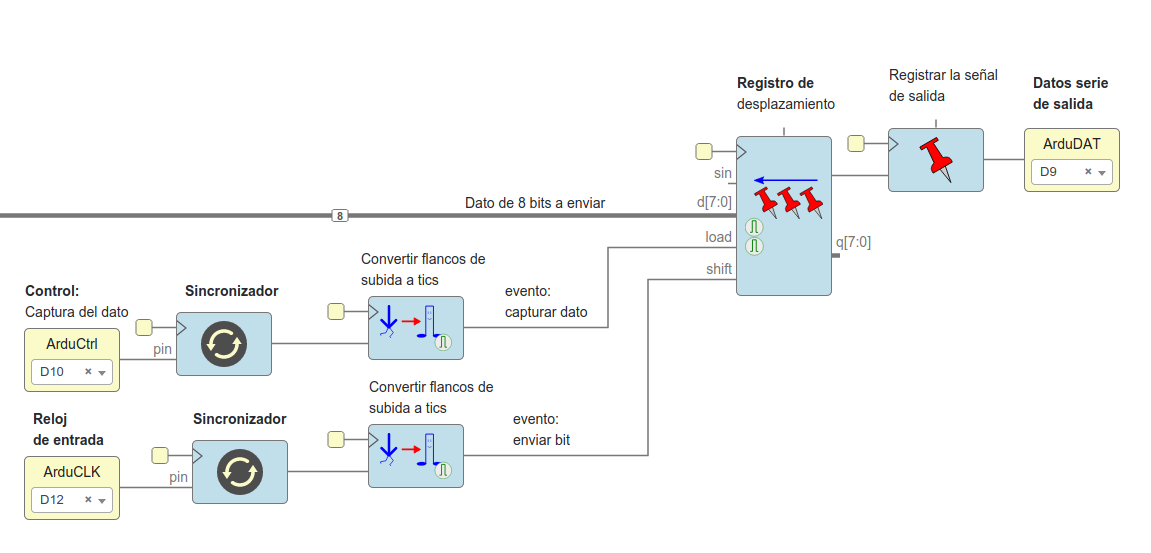 Registro de
desplazamiento
Registrar la señal
de salida
Datos serie
de salida
ArduDAT
D9
sin
d[7:0]
load
shift
q[7:0]
Dato de 8 bits a enviar
8
Convertir flancos de
subida a tics
evento:
capturar dato
Control:
Captura del dato
Sincronizador
ArduCtrl
D10
pin
Convertir flancos de
subida a tics
evento:
enviar bit
Reloj
de entrada
Sincronizador
ArduCLK
D12
pin